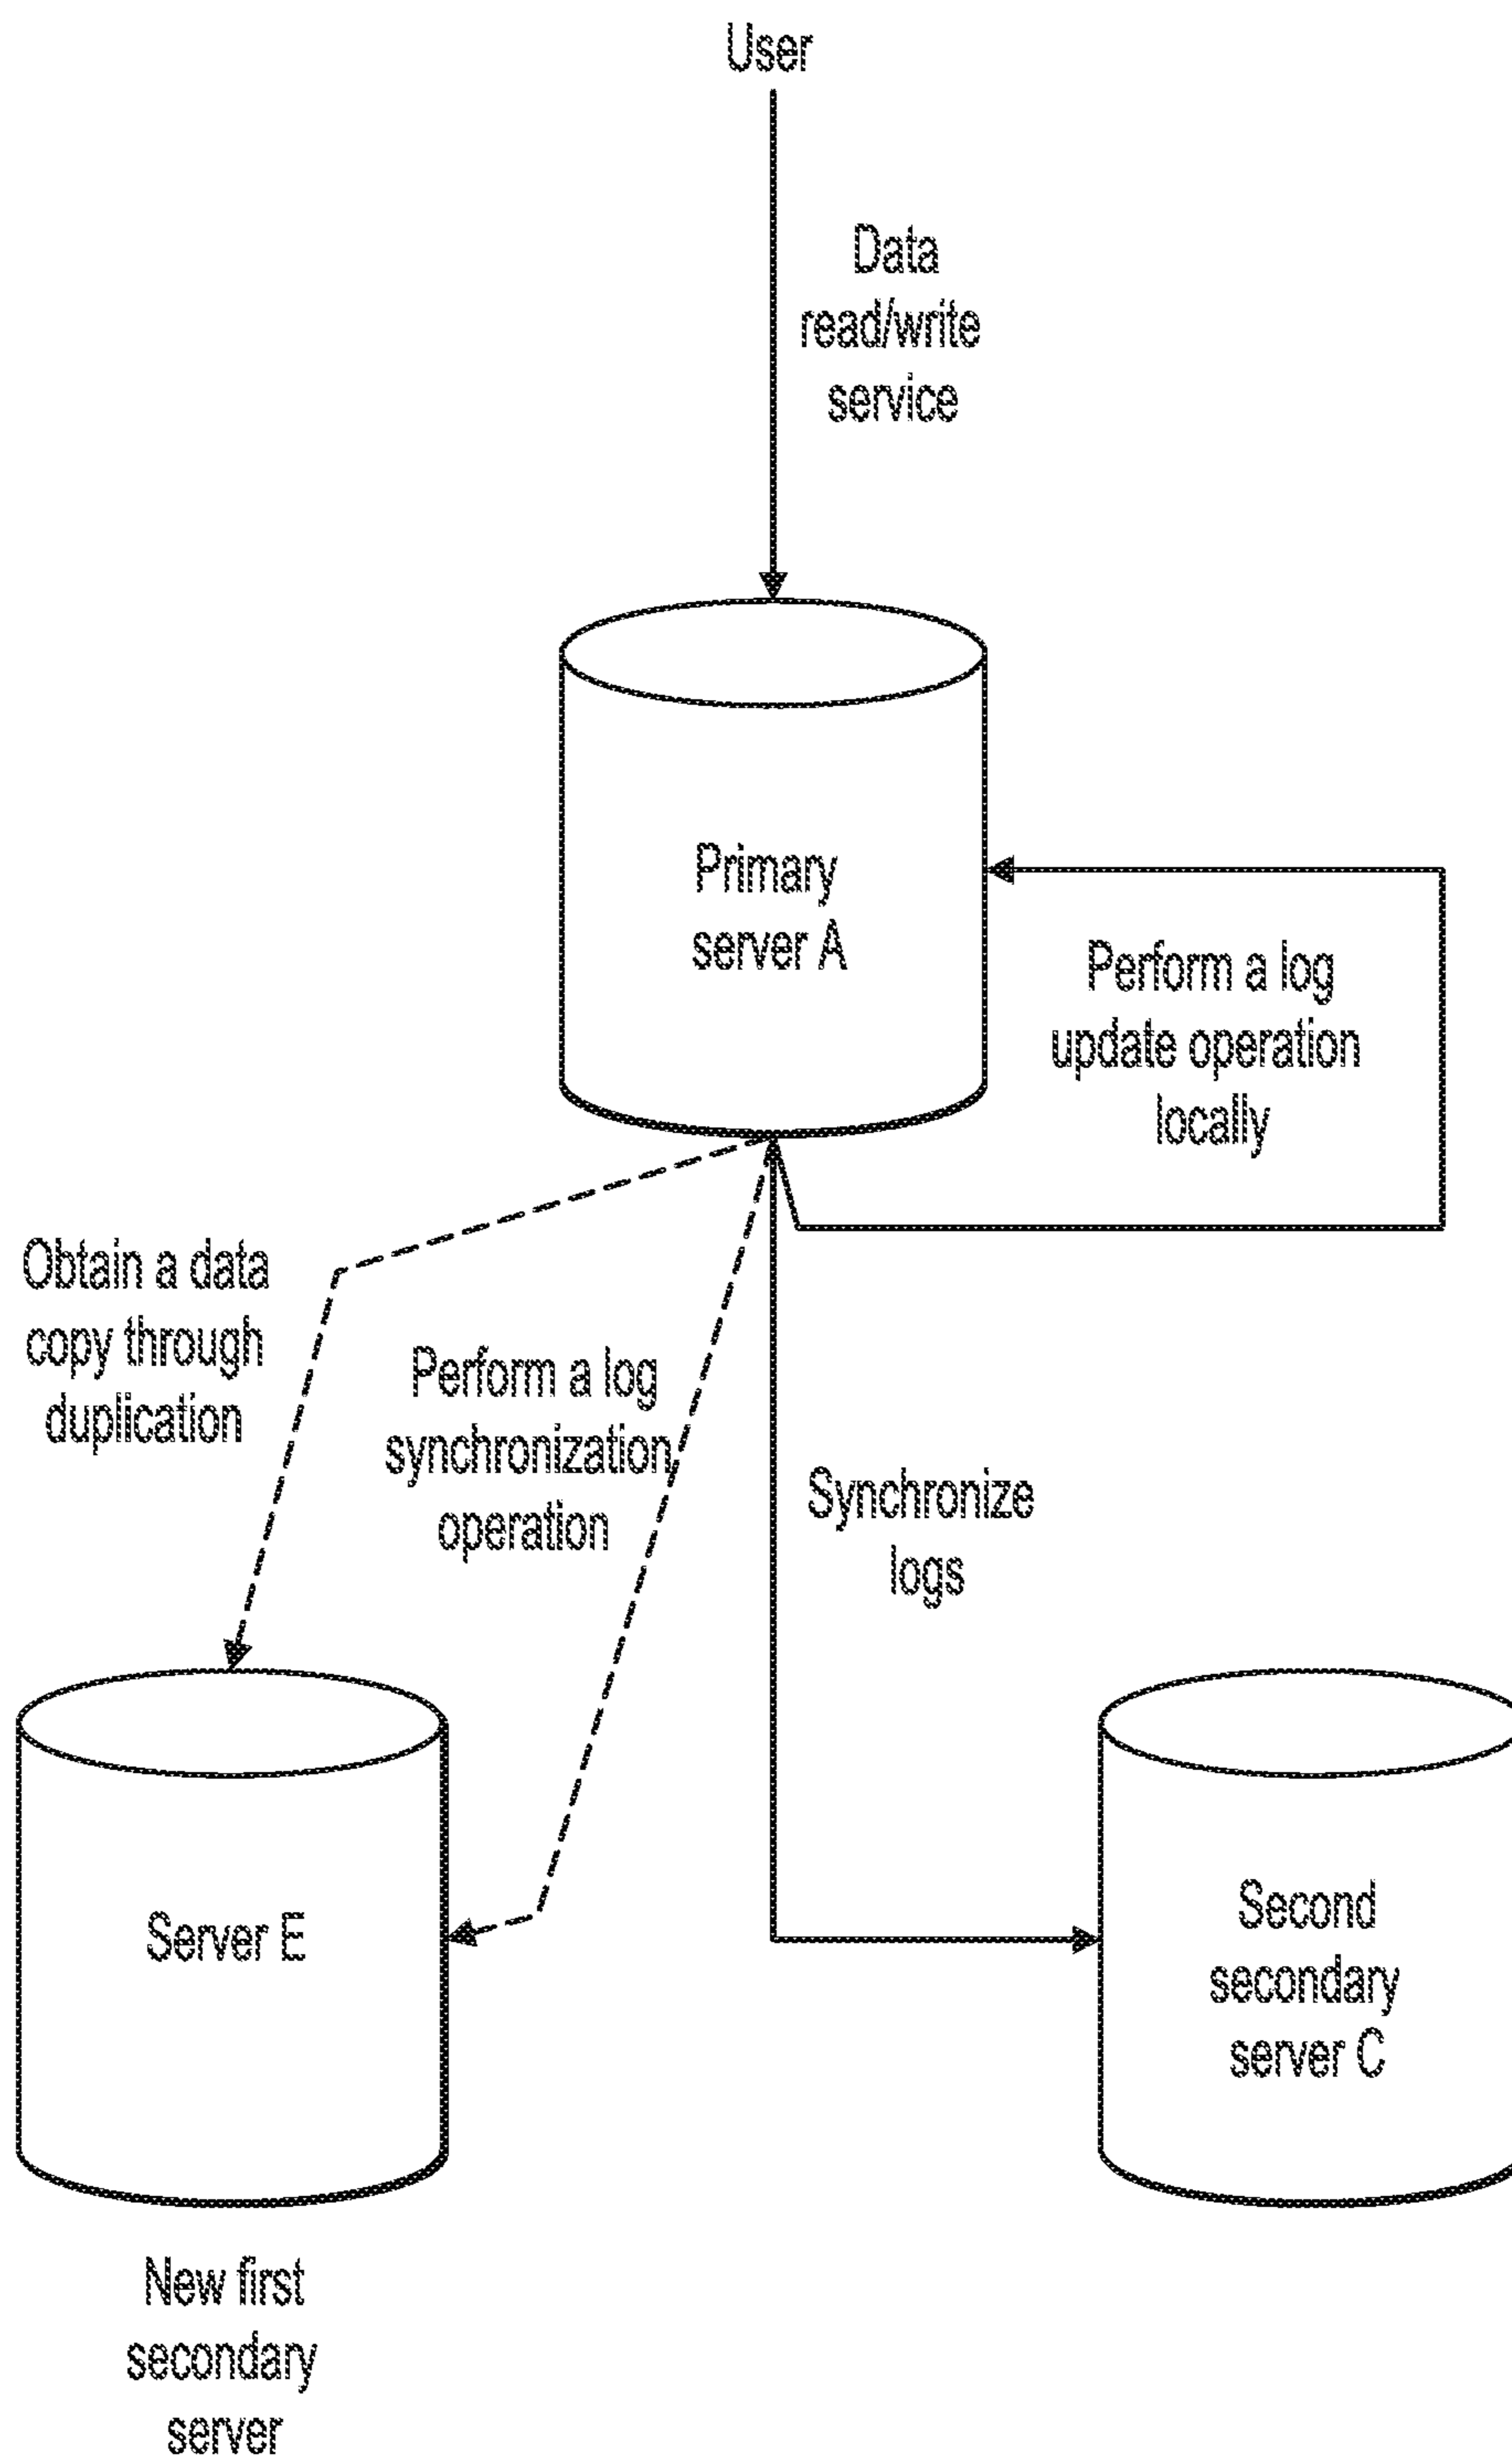 User
Data
read/write
service
Primary
server A
Perform a log
update operation
locally
Obtain a data
copy through
duplication
Perform a log
synchronization
operation
Synchronize
logs
Server E
Second
secondary
server C
New first
secondary
server